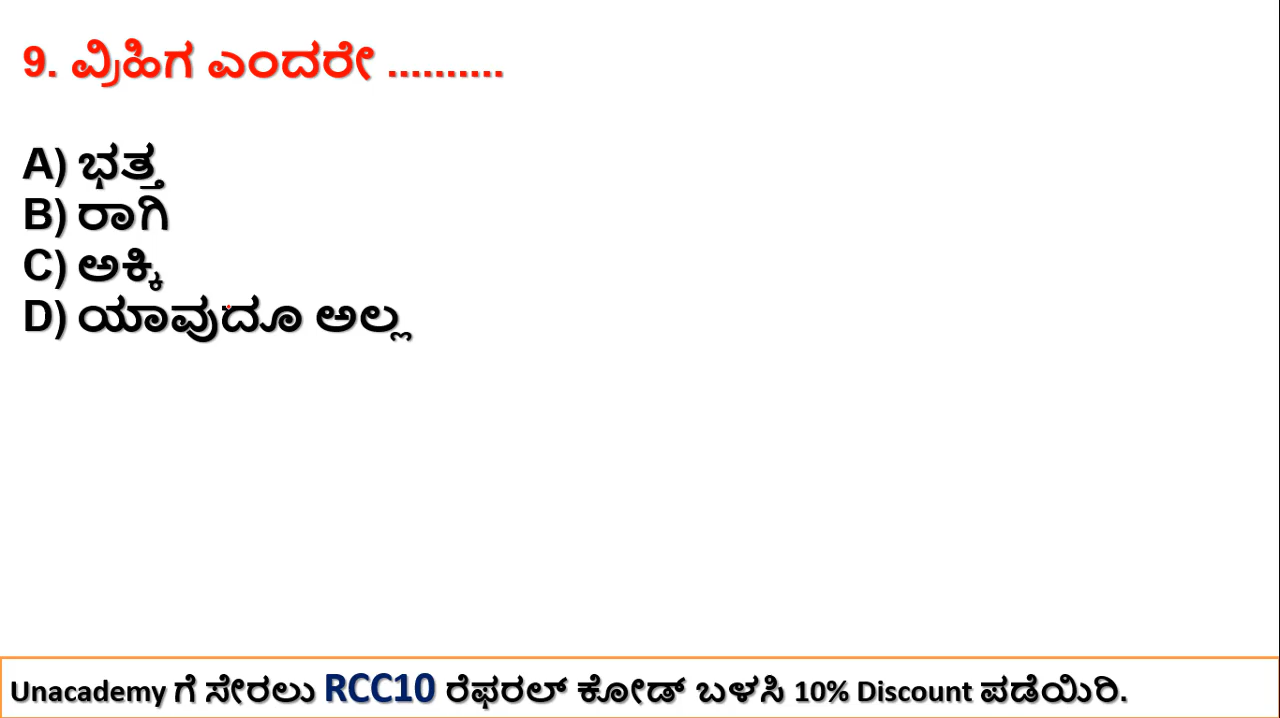 9. ವ್ರಿಹಿಗ ಎಂದರೇ ..........
A) ಭತ್ತ
B) ರಾಗಿ
C) ಅಕ್ಕಿ
D) ಯಾವುದೂ ಅಲ್ಲ
Unacademy ಗೆ ಸೇರಲು RCC10 ರೆಫರಲ್ ಕೋಡ್ ಬಳಸಿ 10% Discount ಪಡೆಯಿರಿ.